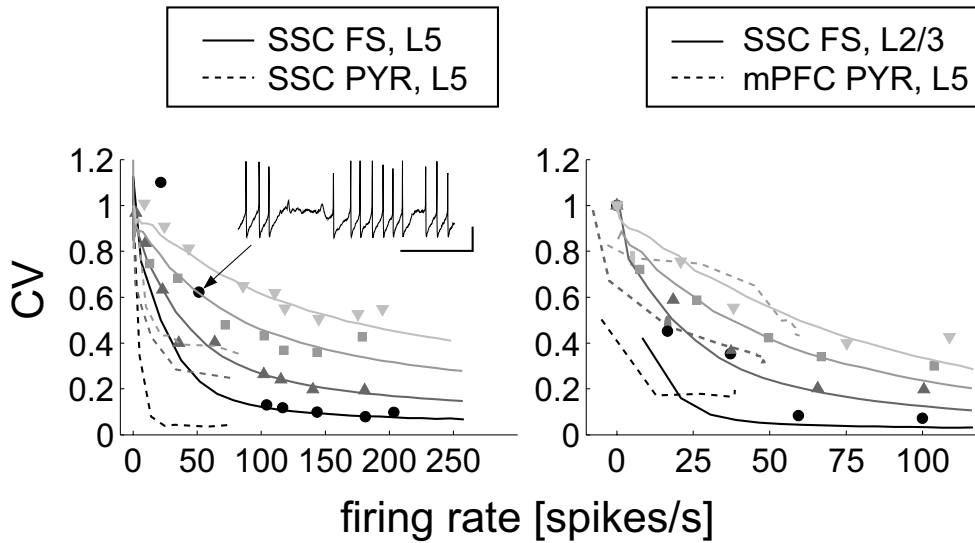 SSC FS, L5
SSC PYR, L5
SSC FS, L2/3
mPFC PYR, L5
CV
1.2
1
0.8
0.6
0.4
0.2
0
0 50 100 150 200 250
1.2
1
0.8
0.6
0.4
0.2
0
0 25 50 75 100
firing rate [spikes/s]